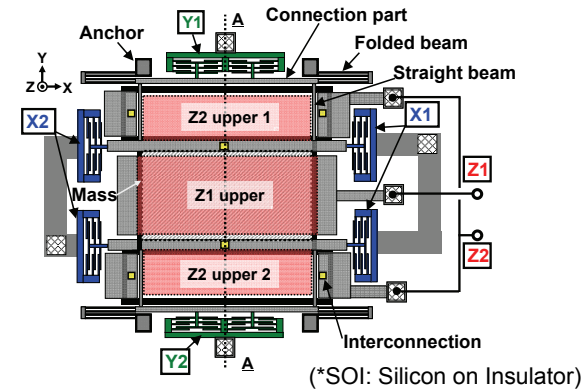 Y1
A
Connection part
Anchor
Folded beam
Y
Z
X
Straight beam
X2
Z2 upper 1
X1
Z1
Mass
Z1 upper
Z2
Z2 upper 2
Interconnection
Y2
A
(*SOI: Silicon on Insulator)